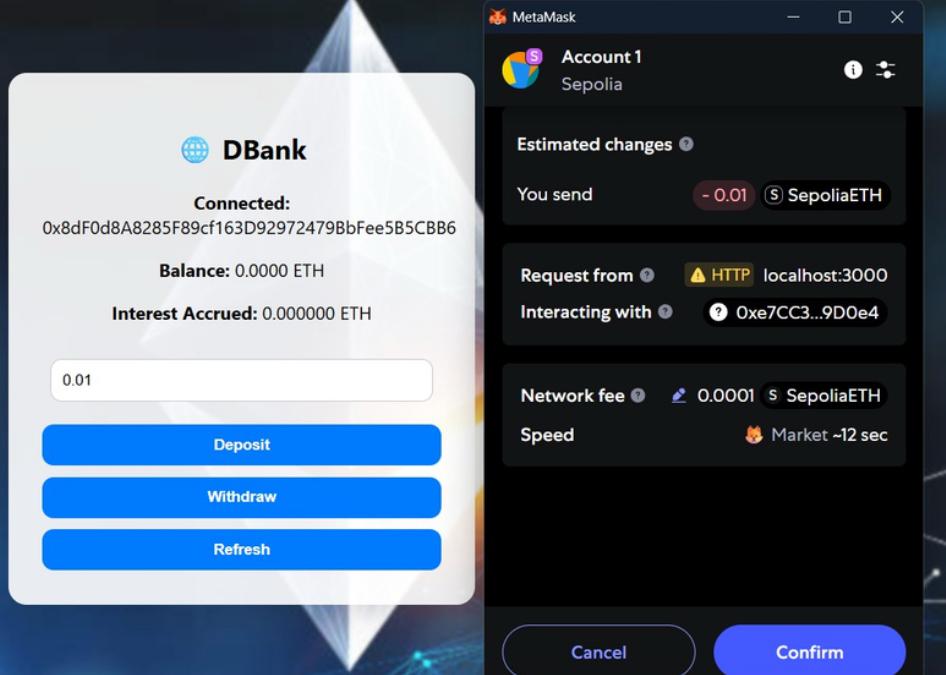 DBank
Connected:
0x8dF0d8A8285F89cf163D92972479BbFee5B5CBB6
Balance: 0.0000 ETH
Interest Accrued: 0.000000 ETH
0.01
Deposit
Withdraw
Refresh
MetaMask
S
Account 1
Sepolia
Estimated changes
You send - 0.01 S SepoliaETH
Request from HTTP localhost:3000
Interacting with ? 0xe7CC3...9D0e4
Network fee 0.0001 S SepoliaETH
Speed Market ~12 sec
Cancel Confirm